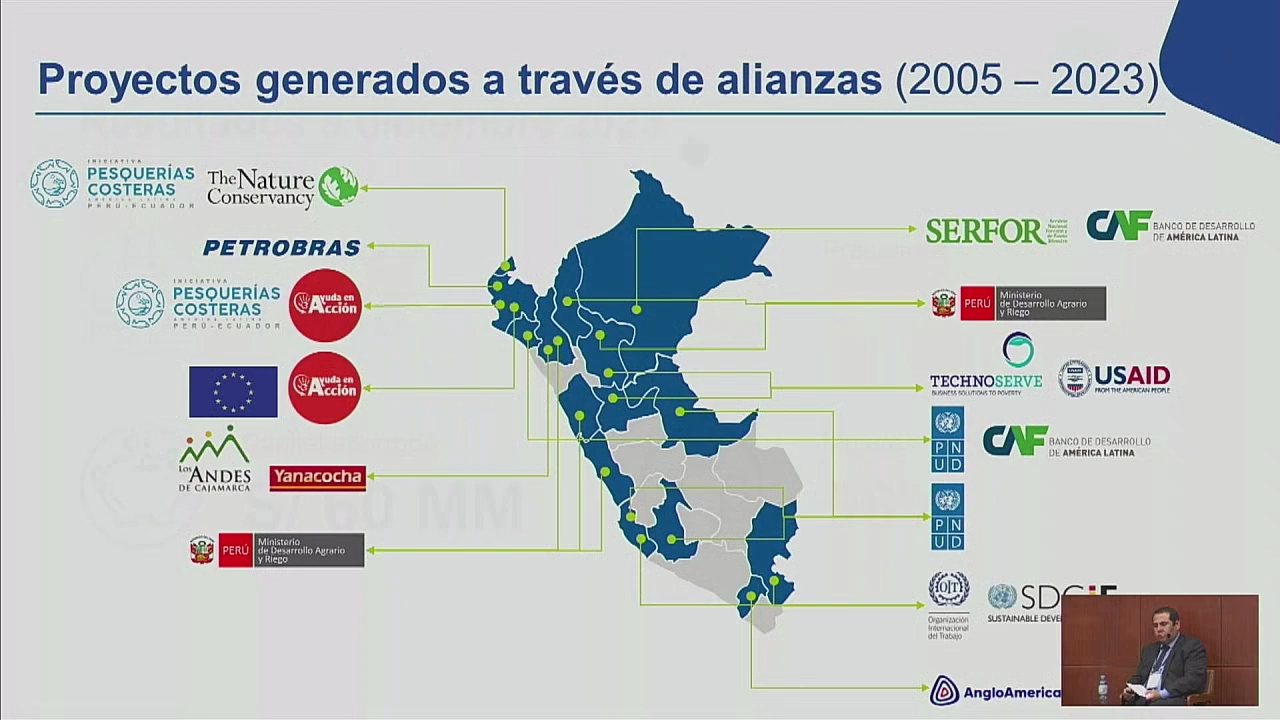 Proyectos generados a través de alianzas (2005 – 2023)
INICIATIVA
PESQUERÍAS
COSTERAS
AMÉRICA LATINA
PERÚ-ECUADOR
The Nature
Conservancy
PETROBRAS
INICIATIVA
PESQUERÍAS
COSTERAS
AMÉRICA LATINA
PERÚ-ECUADOR
Ayuda en
Acción
Ayuda en
Acción
LOS
ANDES
DE CAJAMARCA
Yanacocha
PERÚ
Ministerio
de Desarrollo Agrario
y Riego
SERFOR
CAF
BANCO DE DESARROLLO
DE AMÉRICA LATINA
PERÚ
Ministerio
de Desarrollo Agrario
y Riego
TECHNOSERVE
BUSINESS SOLUTIONS TO POVERTY
USAID
FROM THE AMERICAN PEOPLE
P N
U D
CAF
BANCO DE DESARROLLO
DE AMÉRICA LATINA
P N
U D
OIT
Organización
Internacional
del Trabajo
SDG F
SUSTAINABLE DEVE
AngloAmerica